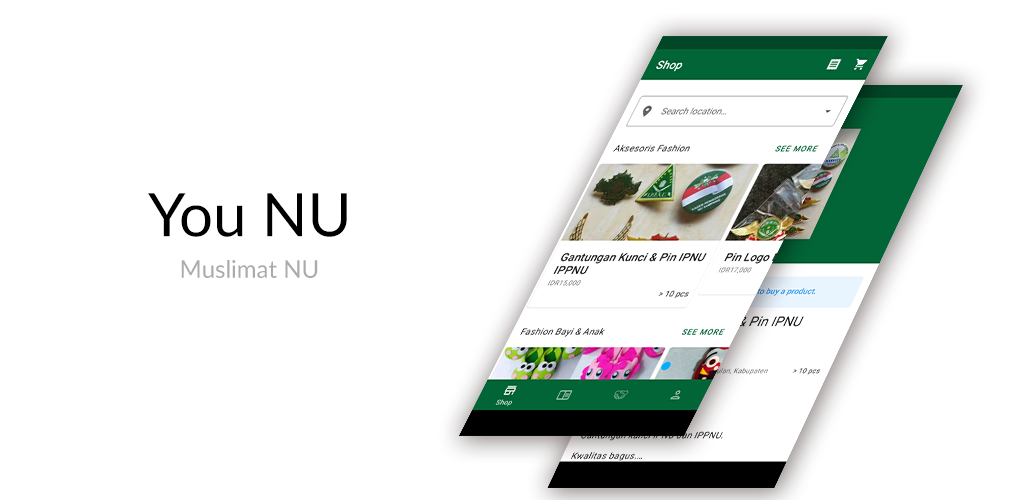 You NU
Muslimat NU
Shop
Search location...
Aksesoris Fashion
SEE MORE
Gantungan Kunci & Pin IPNU
IPPNU
IDR15,000
> 10 pcs
Pin Logo
IDR17,000
Fashion Bayi & Anak
SEE MORE
Shop
to buy a product.
& Pin IPNU
Kabupaten
> 10 pcs
Gantungan kunci IPNU dan IPPNU.
Kwalitas bagus....